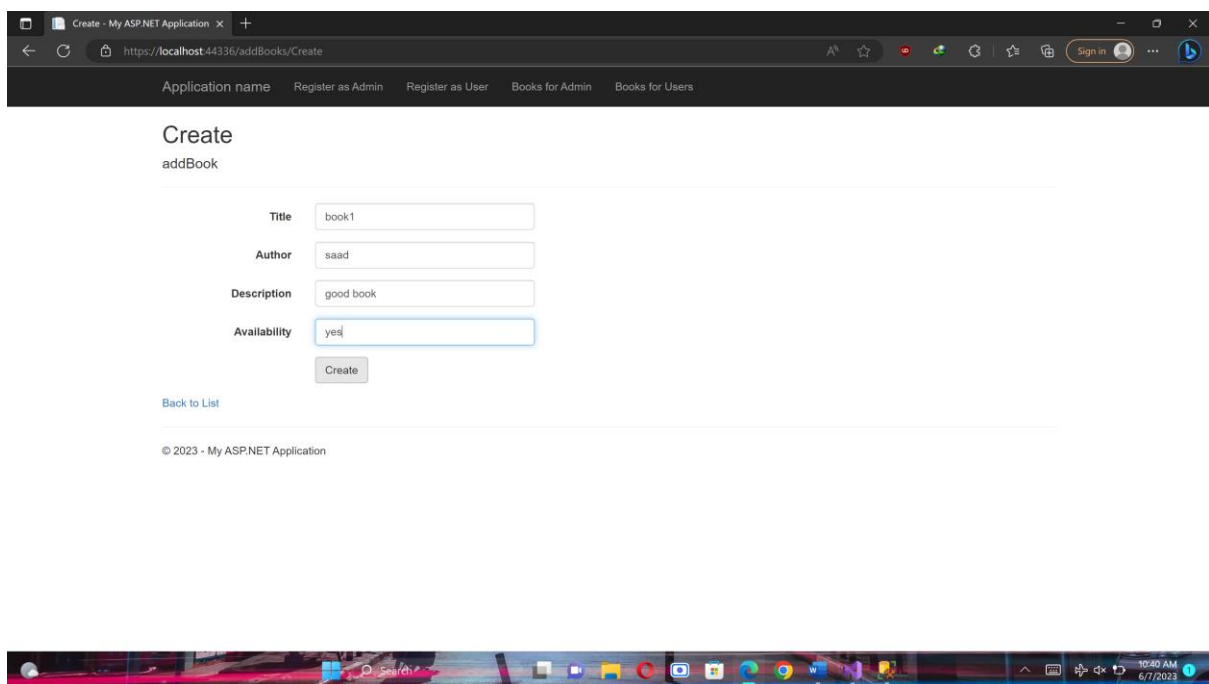 Create - My ASP.NET Application
https://localhost:44336/addBooks/Create
Sign in
Application name Register as Admin Register as User Books for Admin Books for Users
Create
addBook
Title book1
Author saad
Description good book
Availability yes
Create
Back to List
© 2023 - My ASP.NET Application
Search
10:40 AM
6/7/2023
1